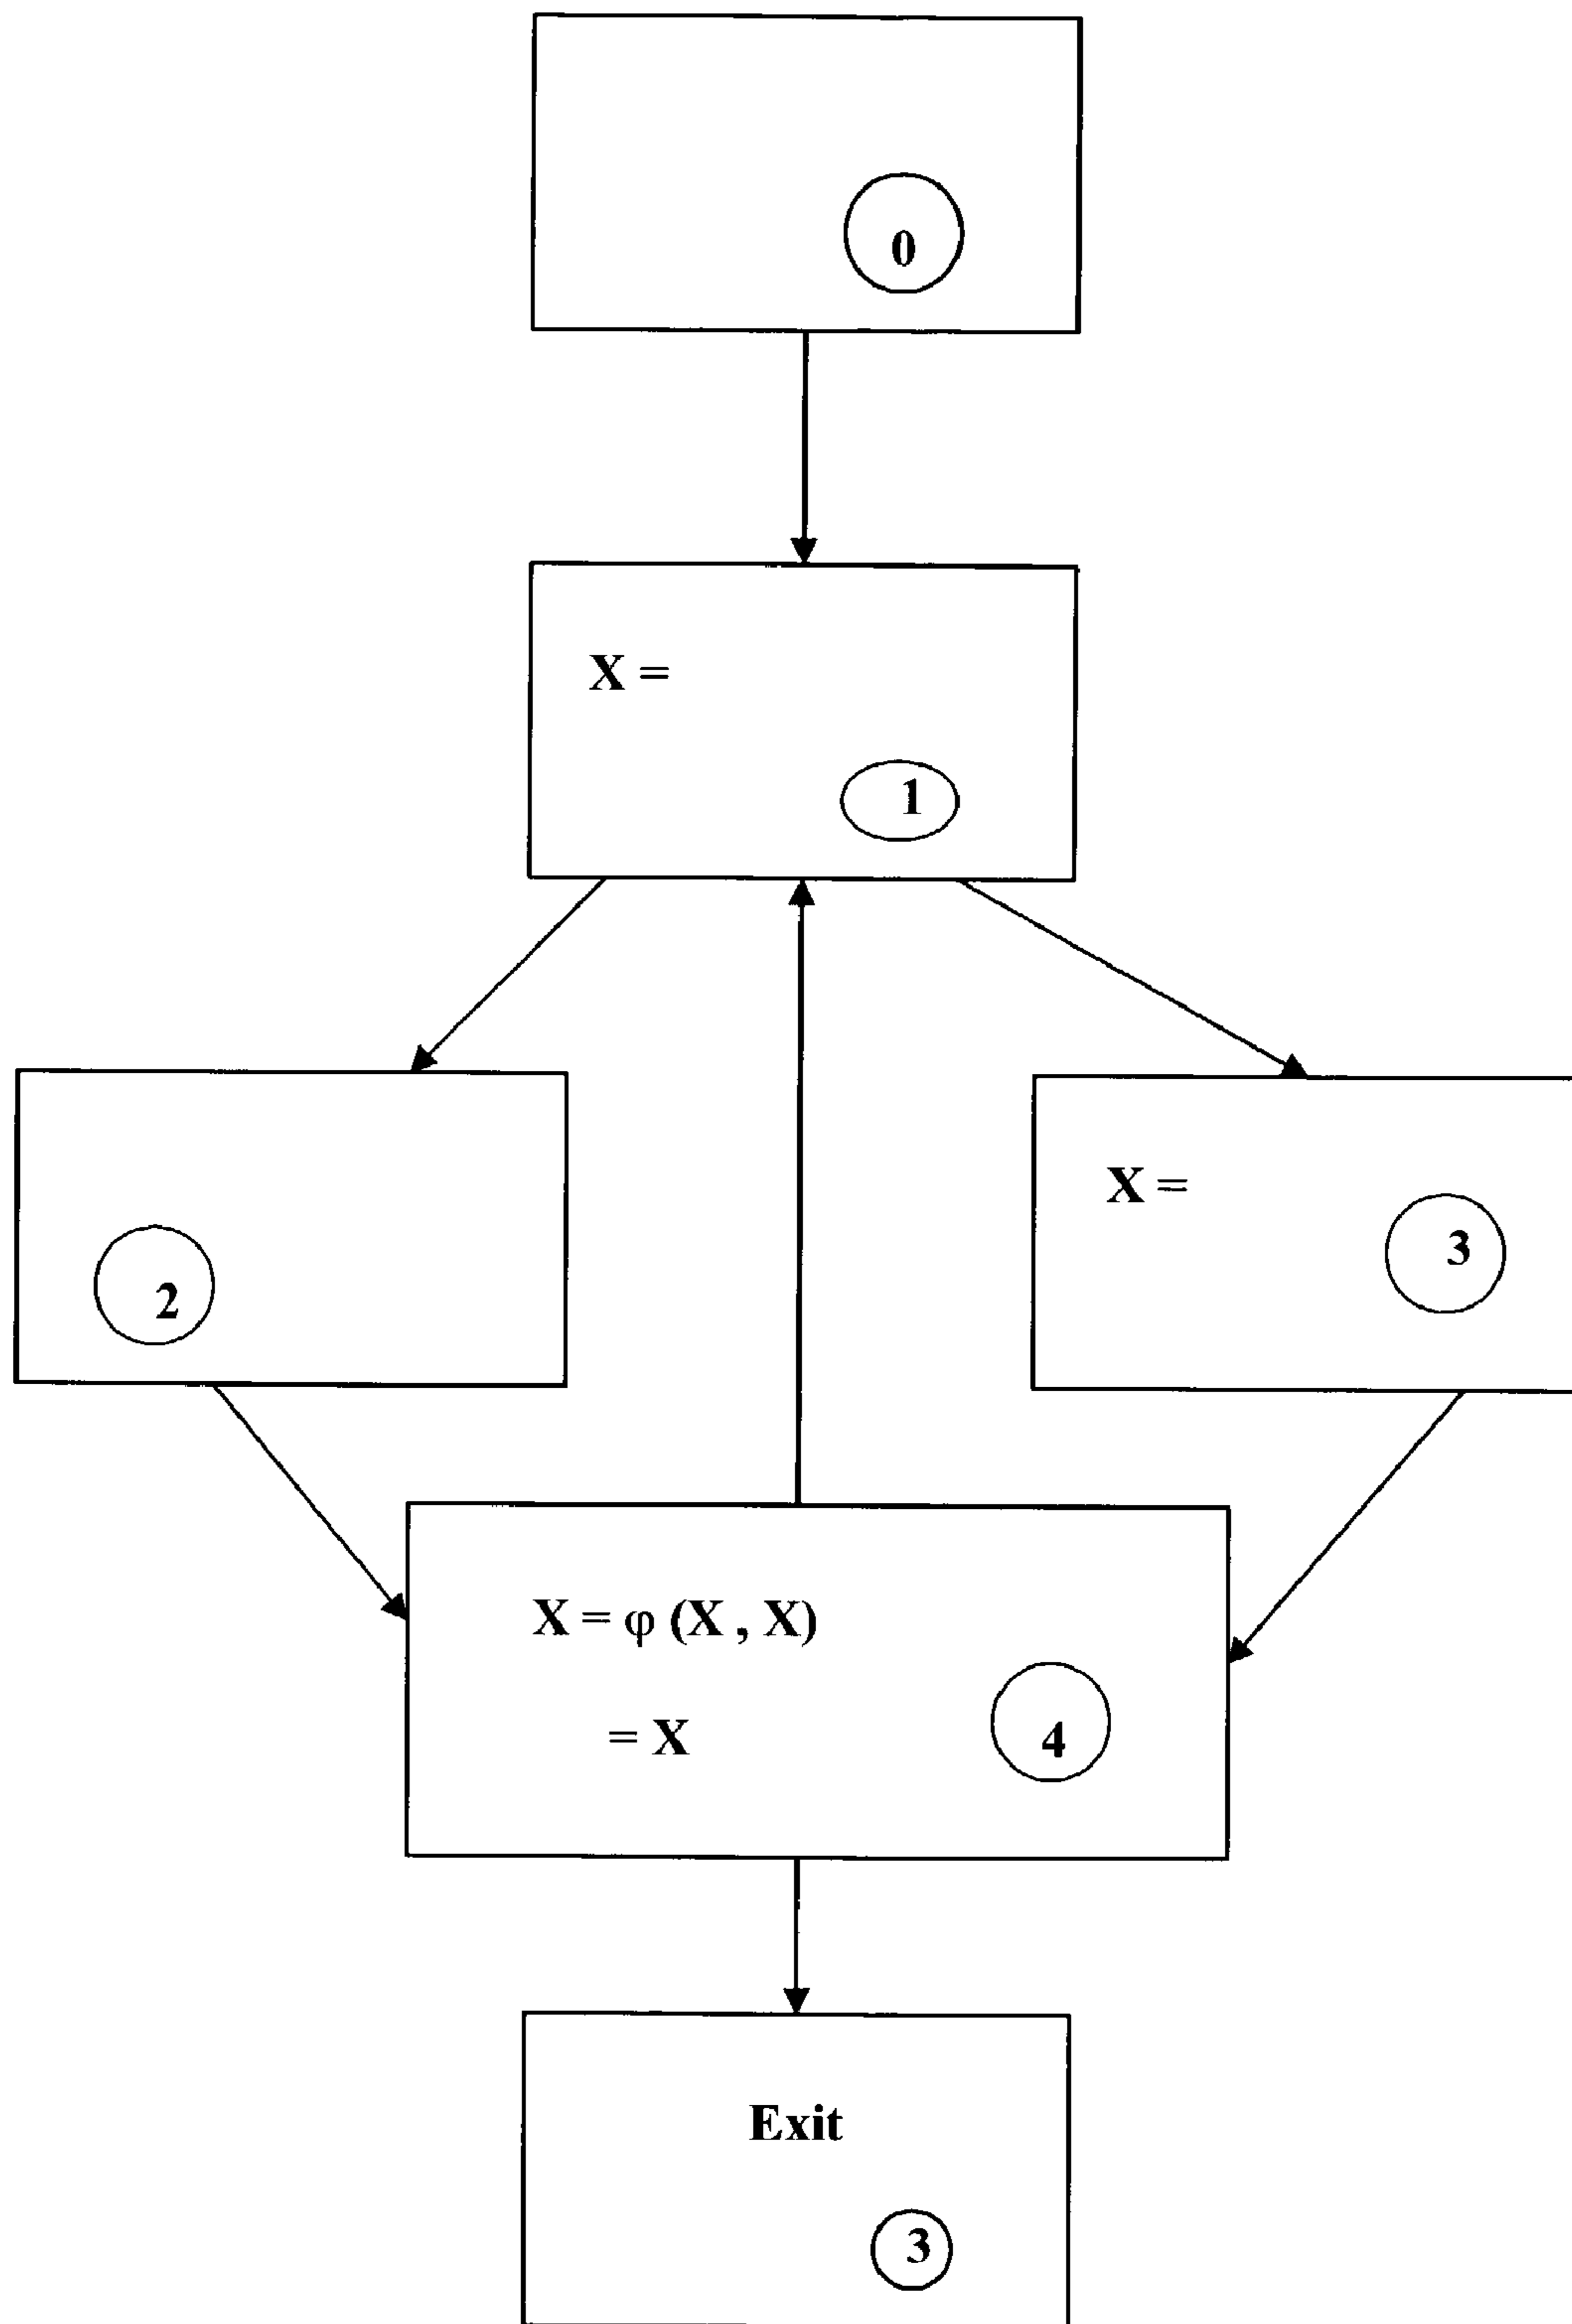 0
X =
1
2
X =
3
X = φ (X , X)
= X
4
Exit
3